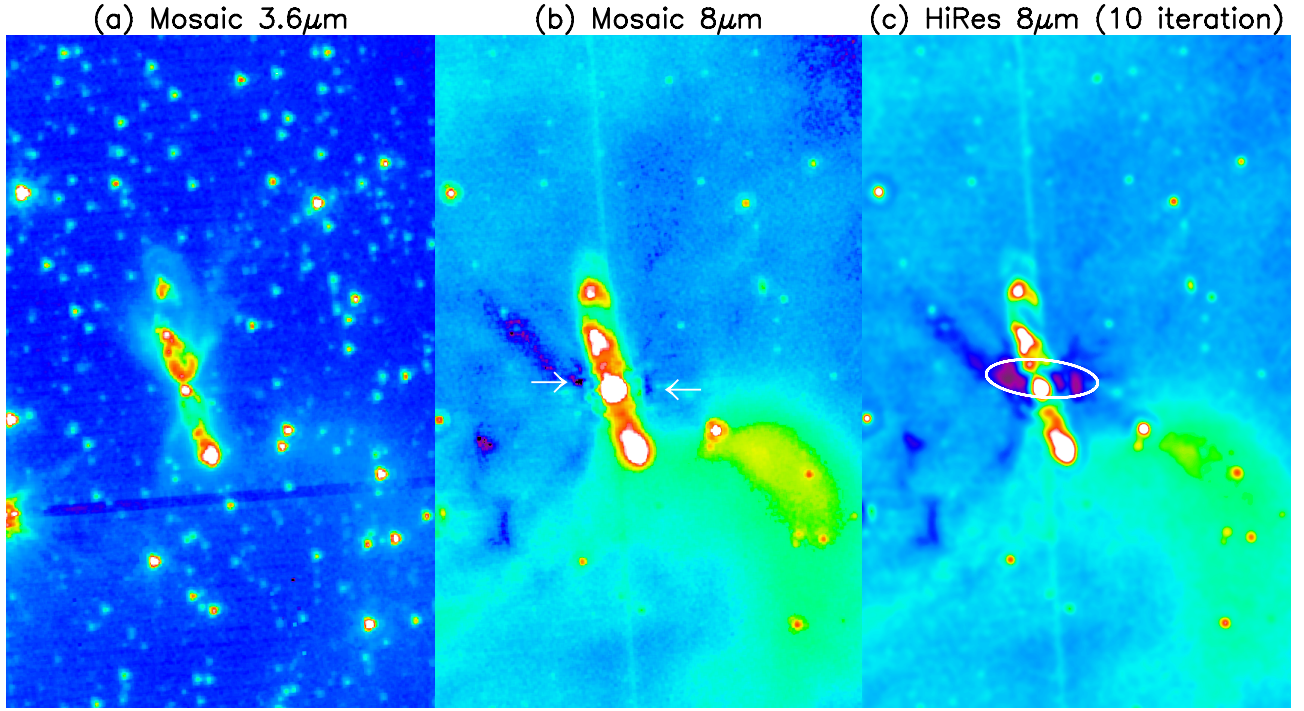 (a) Mosaic 3.6μm
(b) Mosaic 8μm
(c) HiRes 8μm (10 iteration)